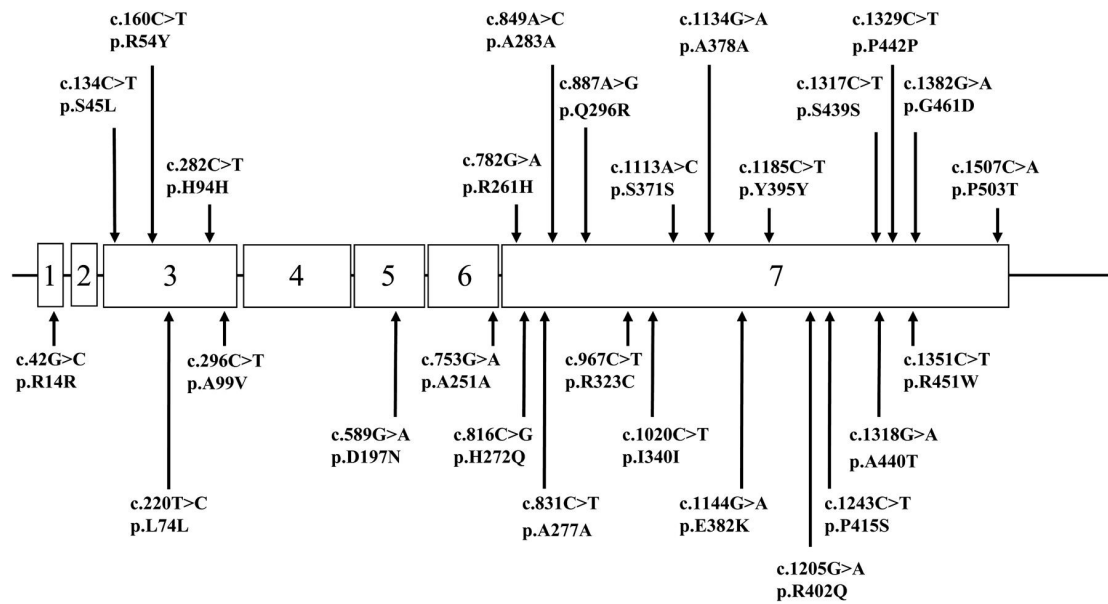 c.160C>T
p.R54Y
c.849A>C
p.A283A
c.1134G>A
p.A378A
c.1329C>T
p.P442P
c.134C>T
p.S45L
c.887A>G
p.Q296R
c.1317C>T
p.S439S
c.1382G>A
p.G461D
c.282C>T
p.H94H
c.782G>A
p.R261H
c.1113A>C
p.S371S
c.1185C>T
p.Y395Y
c.1507C>A
p.P503T
1 2 3 4 5 6 7
c.42G>C
p.R14R
c.296C>T
p.A99V
c.753G>A
p.A251A
c.967C>T
p.R323C
c.1351C>T
p.R451W
c.589G>A
p.D197N
c.816C>G
p.H272Q
c.1020C>T
p.I340I
c.1318G>A
p.A440T
c.220T>C
p.L74L
c.831C>T
p.A277A
c.1144G>A
p.E382K
c.1243C>T
p.P415S
c.1205G>A
p.R402Q